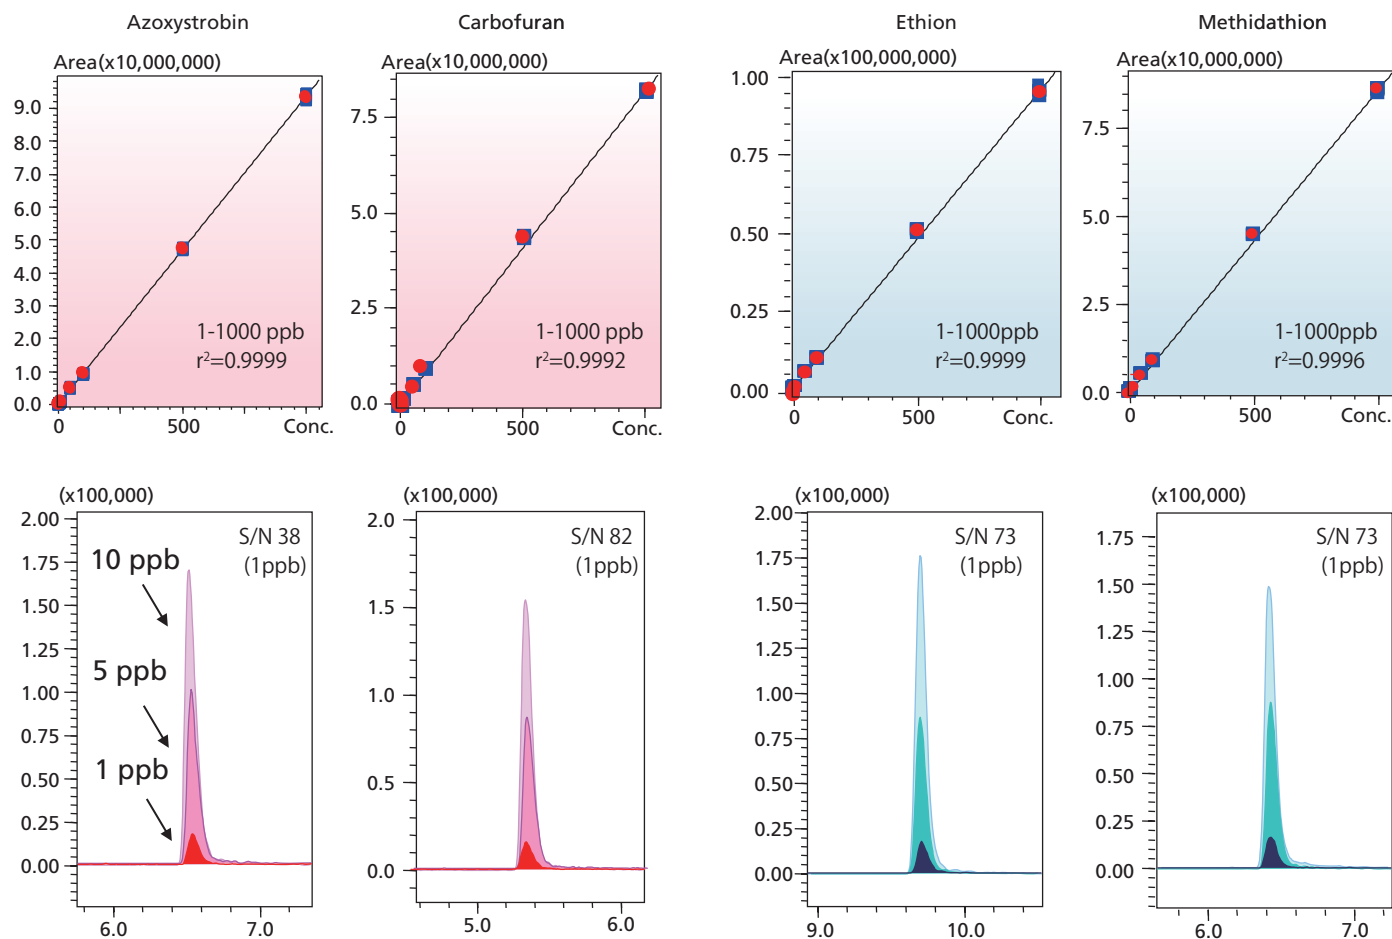 Azoxystrobin
Carbofuran
Ethion
Methidathion
Area(x10,000,000)
9.0
8.0
7.0
6.0
5.0
4.0
3.0
2.0
1.0
0.0
1-1000 ppb
r²=0.9999
0
500
Conc.
Area(x10,000,000)
7.5
5.0
2.5
0.0
1-1000 ppb
r²=0.9992
0
500
Conc.
Area(x100,000,000)
1.00
0.75
0.50
0.25
0.00
1-1000ppb
r²=0.9999
0
500
Conc.
Area(x10,000,000)
7.5
5.0
2.5
0.0
1-1000ppb
r²=0.9996
0
500
Conc.
(x100,000)
2.00
1.75
1.50
1.25
1.00
0.75
0.50
0.25
0.00
S/N 38
(1ppb)
10 ppb
5 ppb
1 ppb
6.0
7.0
(x100,000)
2.0
1.5
1.0
0.5
0.0
S/N 82
(1ppb)
5.0
6.0
(x100,000)
2.00
1.75
1.50
1.25
1.00
0.75
0.50
0.25
0.00
S/N 73
(1ppb)
9.0
10.0
(x100,000)
1.75
1.50
1.25
1.00
0.75
0.50
0.25
0.00
S/N 73
(1ppb)
6.0
7.0